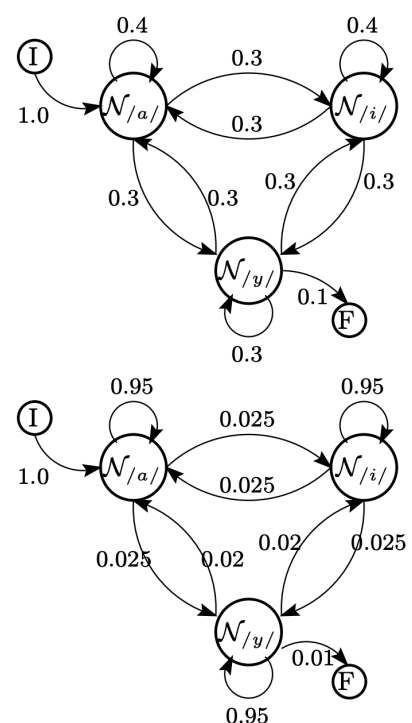 0.4 0.4
I 0.3
𝒩/a/ 𝒩/i/
1.0 0.3
0.3 0.3 0.3 0.3
𝒩/y/
0.1 F
0.3
0.95 0.95
I 0.025
𝒩/a/ 𝒩/i/
1.0 0.025
0.025 0.02 0.02 0.025
𝒩/y/
0.01 F
0.95